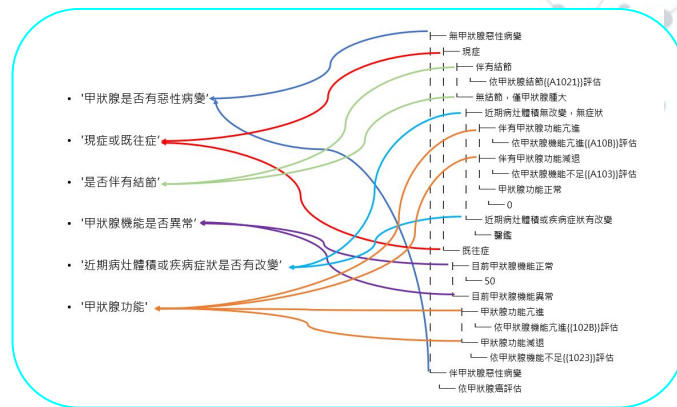 • '甲狀腺是否有惡性病變'
• '現症或既往症'
• '是否伴有結節'
• '甲狀腺機能是否異常'
• '近期病灶體積或疾病症狀是否有改變'
• '甲狀腺功能'
無甲狀腺惡性病變
現症
伴有結節
依甲狀腺結節{{A1021}}評估
無結節，僅甲狀腺腫大
近期病灶體積無改變，無症狀
伴有甲狀腺功能亢進
依甲狀腺機能亢進{{A10B}}評估
伴有甲狀腺功能減退
依甲狀腺機能不足{{A103}}評估
甲狀腺功能正常
0
近期病灶體積或疾病症狀有改變
醫鑑
既往症
目前甲狀腺機能正常
50
目前甲狀腺機能異常
甲狀腺功能亢進
依甲狀腺機能亢進{{102B}}評估
甲狀腺功能減退
依甲狀腺機能不足{{1023}}評估
伴甲狀腺惡性病變
依甲狀腺癌評估